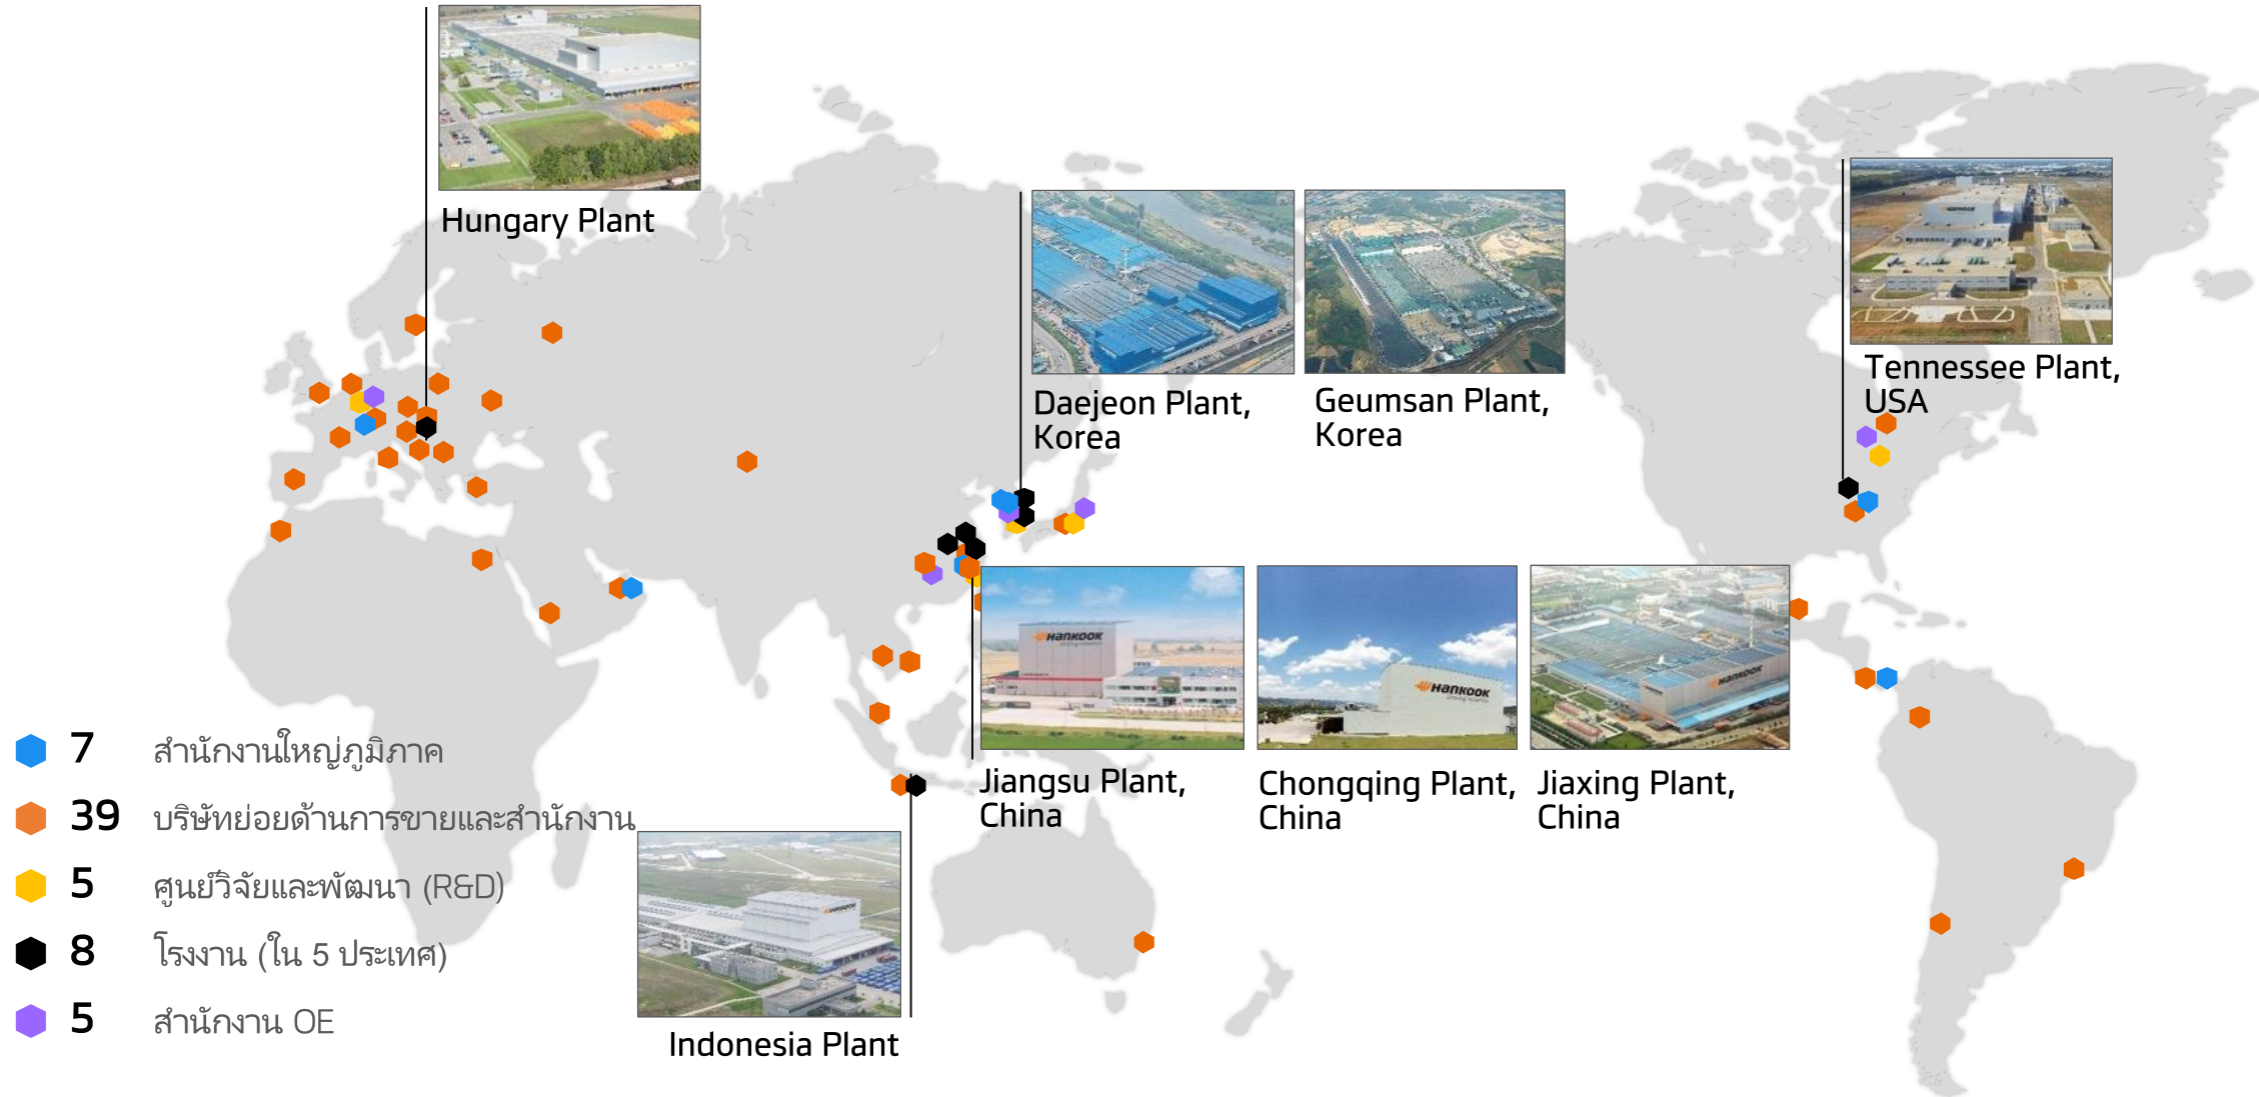 Hungary Plant
Daejeon Plant,
Korea
Geumsan Plant,
Korea
Tennessee Plant,
USA
HANKOOK
HANKOOK
HANKOOK
Jiangsu Plant,
China
Chongqing Plant,
China
Jiaxing Plant,
China
Indonesia Plant
7 สำนักงานใหญ่ภูมิภาค
39 บริษัทย่อยด้านการขายและสำนักงาน
5 ศูนย์วิจัยและพัฒนา (R&D)
8 โรงงาน (ใน 5 ประเทศ)
5 สำนักงาน OE